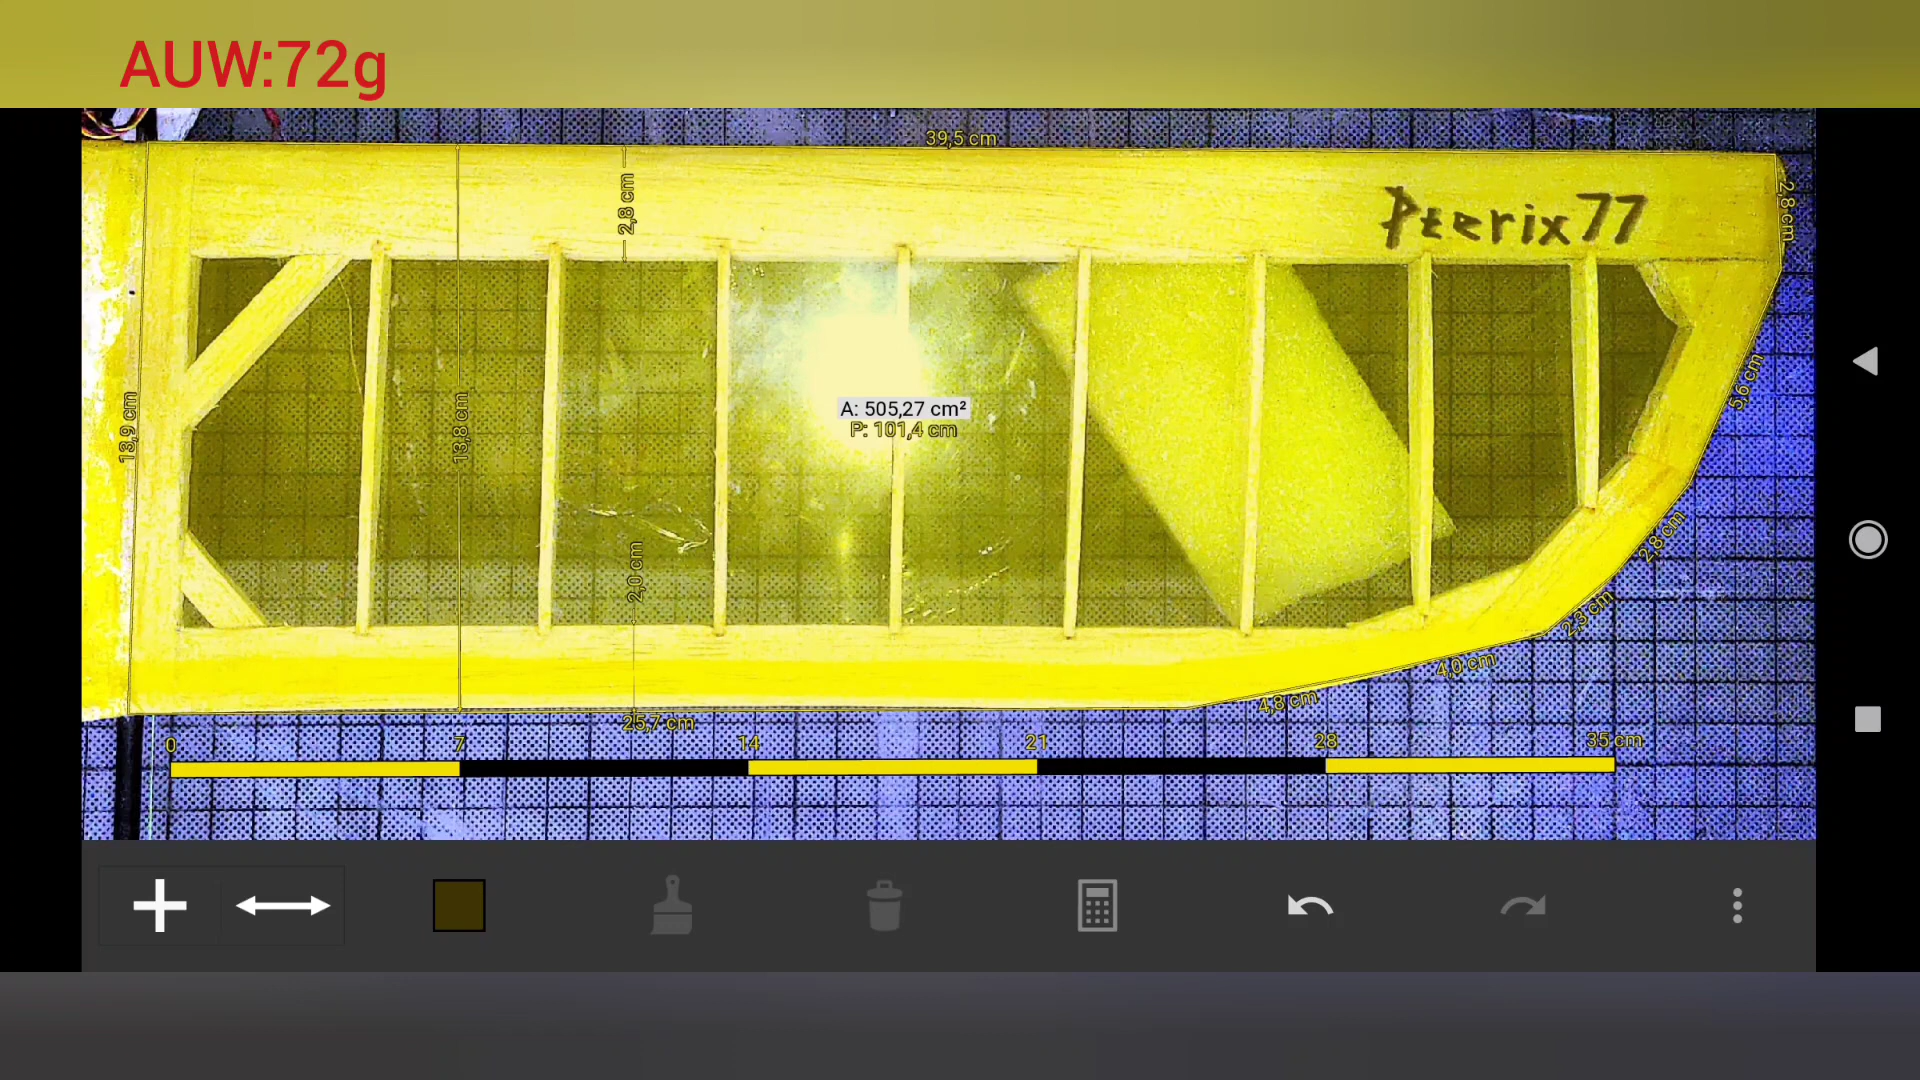 AUW:72g
39,5 cm
2,8 cm
Pterix77
2,8 cm
13,9 cm
13,8 cm
A: 505,27 cm²
P: 101,4 cm
5,6 cm
2,8 cm
2,0 cm
2,3 cm
4,0 cm
4,8 cm
25,7 cm
0 7 14 21 28 35 cm